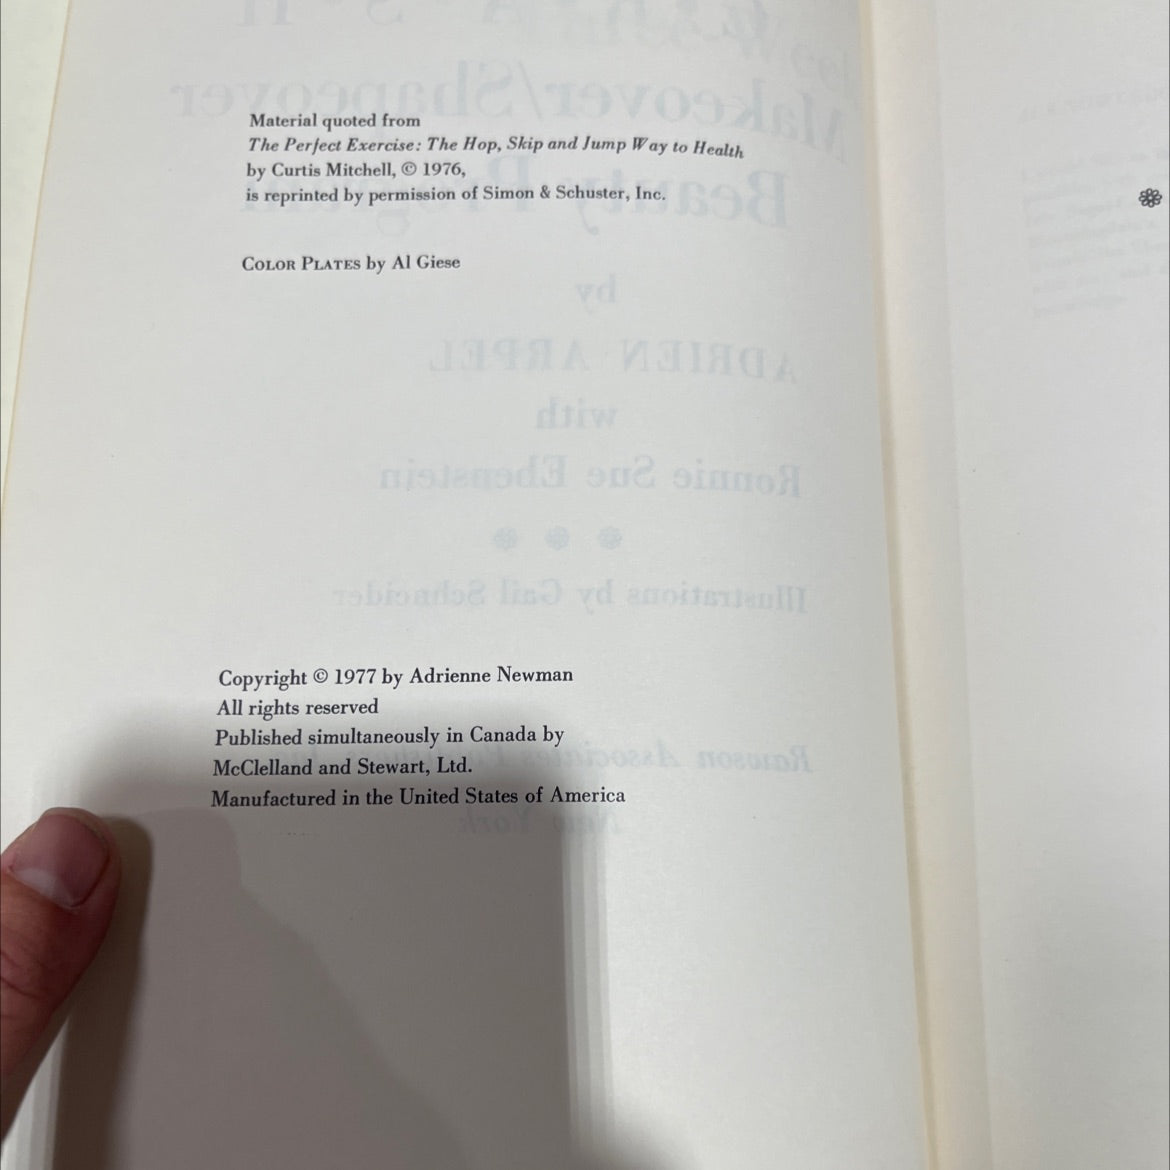 Material quoted from
The Perfect Exercise: The Hop, Skip and Jump Way to Health
by Curtis Mitchell, © 1976,
is reprinted by permission of Simon & Schuster, Inc.
COLOR PLATES by Al Giese
Copyright © 1977 by Adrienne Newman
All rights reserved
Published simultaneously in Canada by
McClelland and Stewart, Ltd.
Manufactured in the United States of America